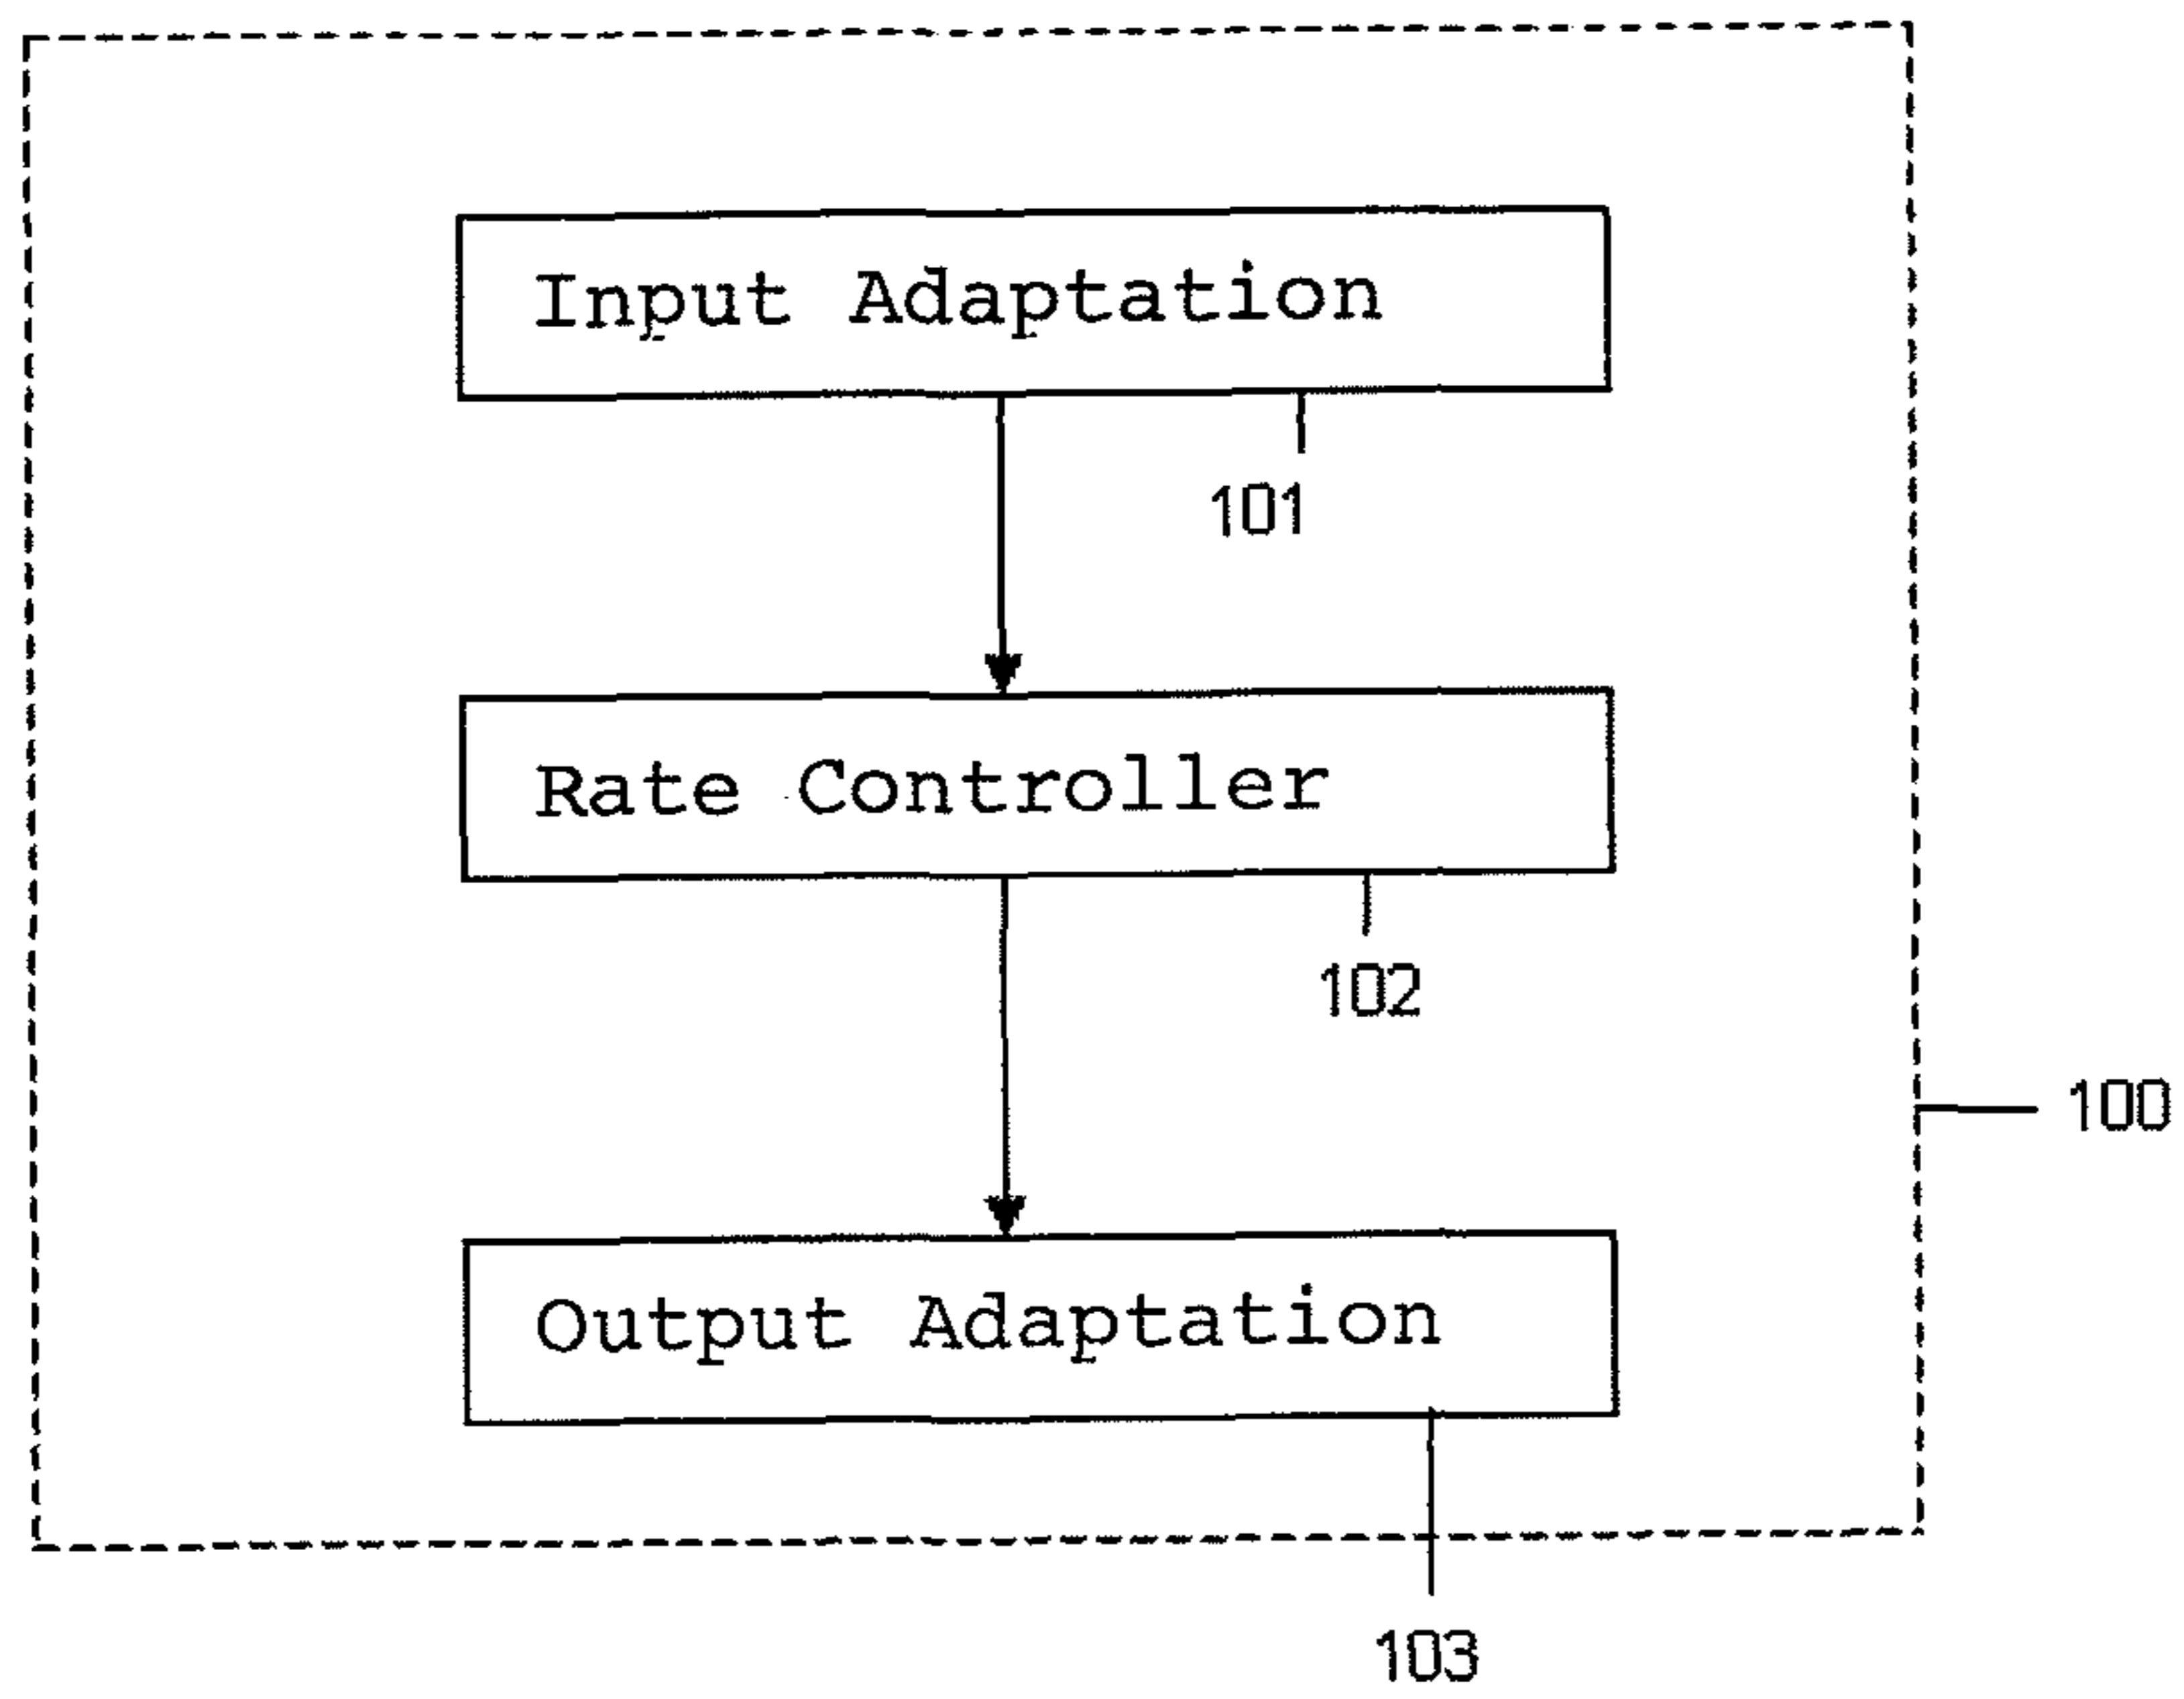 Input Adaptation
101
Rate Controller
102
100
Output Adaptation
103